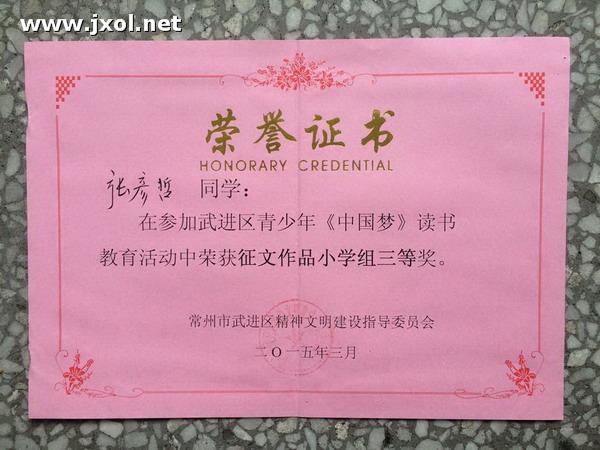 www.jxol.net
荣誉证书
HONORARY CREDENTIAL
张彦哲 同学：
在参加武进区青少年《中国梦》读书
教育活动中荣获征文作品小学组三等奖。
常州市武进区精神文明建设指导委员会
二〇一五年三月